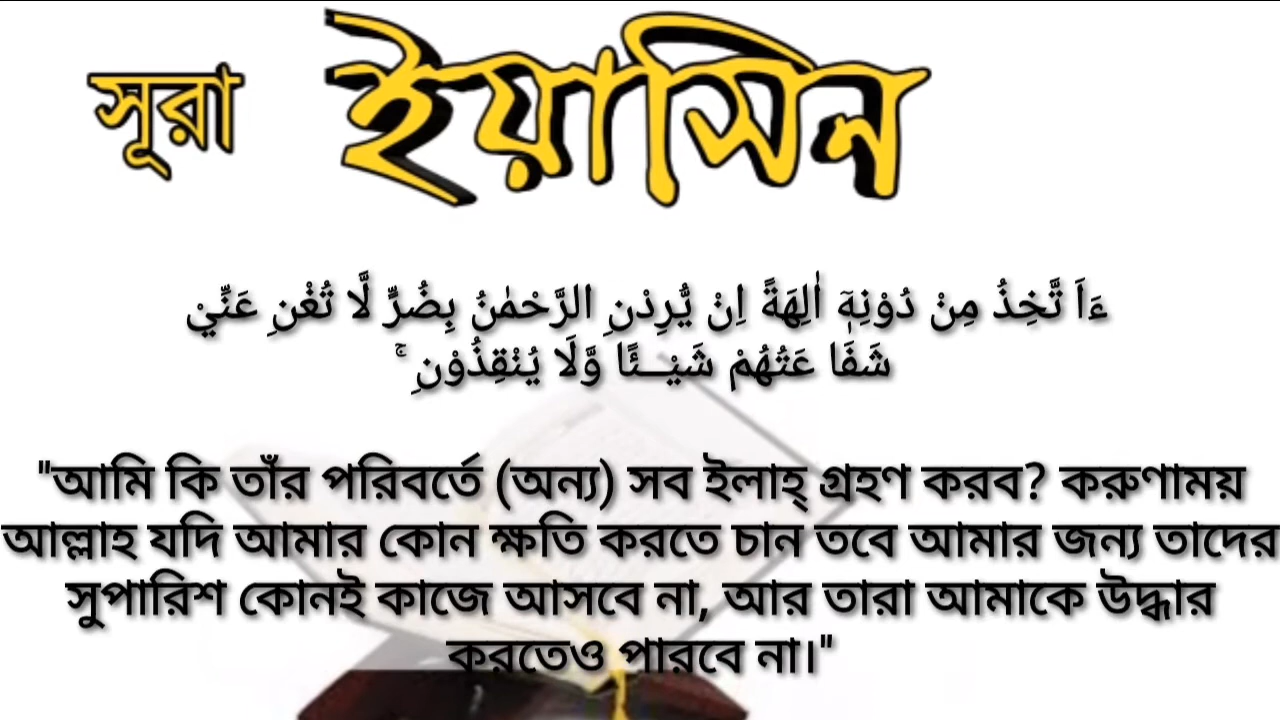 সূরা ইয়াসিন
ءَاَ تَّخِذُ مِنْ دُوْنِهٖۤ اٰلِهَةً اِنْ يُّرِدْنِ الرَّحْمٰنُ بِضُرٍّ لَّا تُغْنِ عَنِّيْ
شَفَا عَتُهُمْ شَيْـــًٔا وَّلَا يُنْقِذُوْنِ ۚ
"আমি কি তাঁর পরিবর্তে (অন্য) সব ইলাহ্ গ্রহণ করব? করুণাময়
আল্লাহ যদি আমার কোন ক্ষতি করতে চান তবে আমার জন্য তাদের
সুপারিশ কোনই কাজে আসবে না, আর তারা আমাকে উদ্ধার
করতেও পারবে না।"